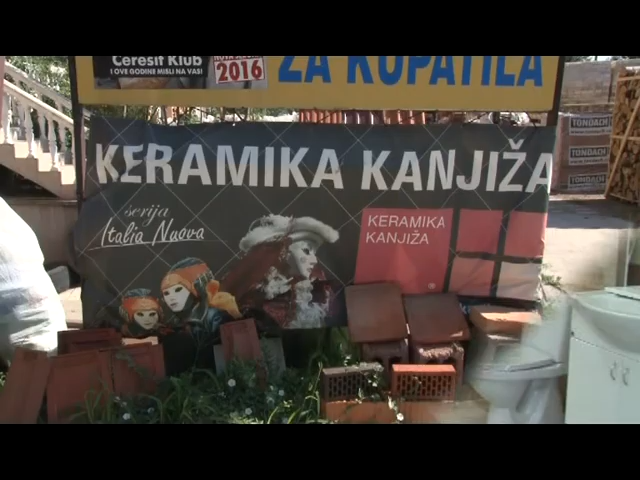 Ceresit Klub
I OVE GODINE MISLI NA VAS!
2016
ZA KUPATILA
KERAMIKA KANJIŽA
serija
Italia Nuova
KERAMIKA
KANJIŽA
TONDACH
TONDACH
TONDACH